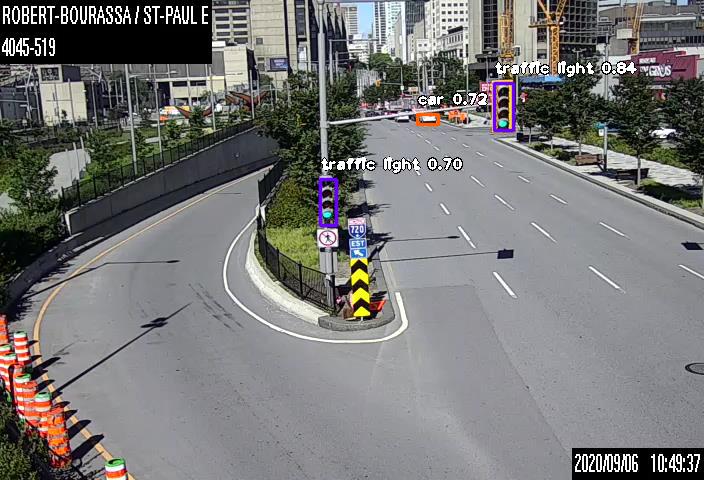 ROBERT-BOURASSA / ST-PAUL E
4045-519
traffic light 0.84
car 0.72
traffic light 0.70
720
EST
2020/09/06 10:49:37